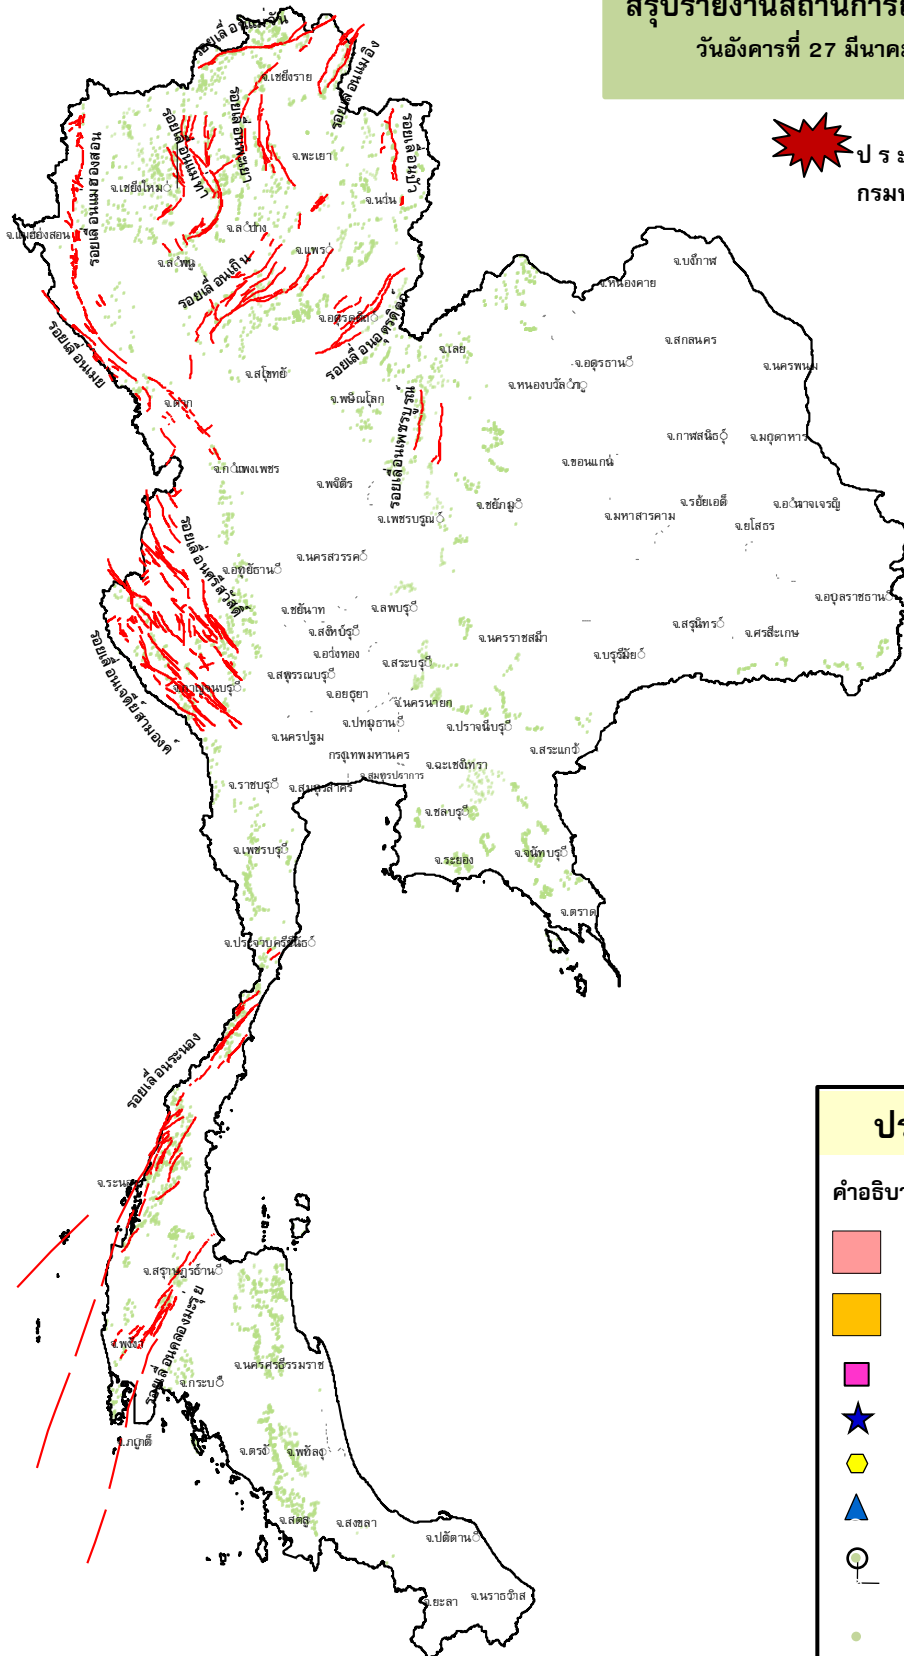 สรุปรายงานสถานการณ์
วันอังคารที่ 27 มีนาคม
ป ร ะ
กรมท
รอยเลื่อนแม่จัน
รอยเลื่อนแม่อิง
จ.เชียงราย
รอยเลื่อนแม่ฮ่องสอน
รอยเลื่อนแม่ทา
รอยเลื่อนพะเยา
รอยเลื่อนปัว
จ.พะเยา
จ.เชียงใหม่
จ.น่าน
จ.แม่ฮ่องสอน
จ.ลำปาง
จ.แพร่
จ.ลำพูน
รอยเลื่อนเถิน
จ.บึงกาฬ
จ.หนองคาย
จ.อุตรดิตถ์
รอยเลื่อนอุตรดิตถ์
รอยเลื่อนเมย
จ.เลย
จ.สกลนคร
จ.อุดรธานี
จ.นครพนม
จ.สุโขทัย
จ.หนองบัวลำภู
จ.ตาก
จ.พิษณุโลก
รอยเลื่อนเพชรบูรณ์
จ.กาฬสินธุ์
จ.มุกดาหาร
จ.กำแพงเพชร
จ.ขอนแก่น
จ.พิจิตร
จ.เพชรบูรณ์
จ.ชัยภูมิ
จ.มหาสารคาม
จ.ร้อยเอ็ด
จ.อำนาจเจริญ
จ.ยโสธร
รอยเลื่อนศรีสวัสดิ์
จ.นครสวรรค์
จ.อุทัยธานี
จ.อุบลราชธานี
จ.ชัยนาท
จ.ลพบุรี
จ.สิงห์บุรี
จ.นครราชสีมา
จ.สุรินทร์
จ.ศรีสะเกษ
จ.อ่างทอง
จ.สระบุรี
จ.บุรีรัมย์
รอยเลื่อนเจดีย์สามองค์
จ.สุพรรณบุรี
จ.กาญจนบุรี
จ.อยุธยา
จ.นครนายก
จ.ปทุมธานี
จ.ปราจีนบุรี
จ.นครปฐม
จ.สระแก้ว
กรุงเทพมหานคร
จ.ฉะเชิงเทรา
จ.สมุทรปราการ
จ.ราชบุรี
จ.สมุทรสาคร
จ.ชลบุรี
จ.เพชรบุรี
จ.ระยอง
จ.จันทบุรี
จ.ตราด
จ.ประจวบคีรีขันธ์
รอยเลื่อนระนอง
จ.ระนอง
จ.สุราษฎร์ธานี
รอยเลื่อนคลองมะรุ่ย
จ.พังงา
จ.นครศรีธรรมราช
จ.กระบี่
จ.ภูเก็ต
จ.ตรัง
จ.พัทลุง
จ.สตูล
จ.สงขลา
จ.ปัตตานี
จ.ยะลา
จ.นราธิวาส
ปร
คำอธิบา